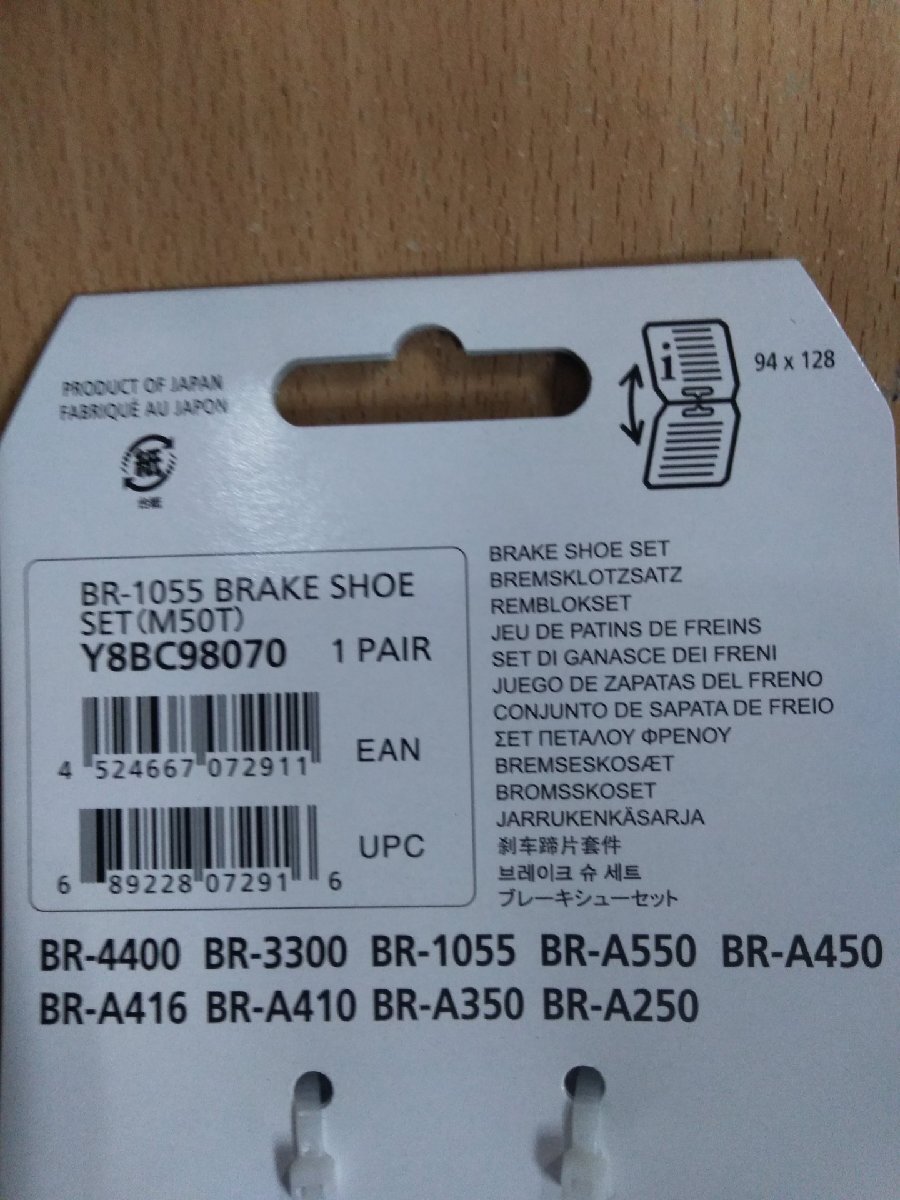 PRODUCT OF JAPAN
FABRIQUÉ AU JAPON
紙
台紙
i
94 x 128
BR-1055 BRAKE SHOE
SET(M50T)
Y8BC98070 1 PAIR
4 524667 072911
EAN
6 89228 07291 6
UPC
BRAKE SHOE SET
BREMSKLOTZSATZ
REMBLOKSET
JEU DE PATINS DE FREINS
SET DI GANASCE DEI FRENI
JUEGO DE ZAPATAS DEL FRENO
CONJUNTO DE SAPATA DE FREIO
ΣΕΤ ΠΕΤΑΛΟΥ ΦΡΕΝΟΥ
BREMSESKOSÆT
BROMSSKOSET
JARRUKENKÄSARJA
刹车蹄片套件
브레이크 슈 세트
ブレーキシューセット
BR-4400 BR-3300 BR-1055 BR-A550 BR-A450
BR-A416 BR-A410 BR-A350 BR-A250